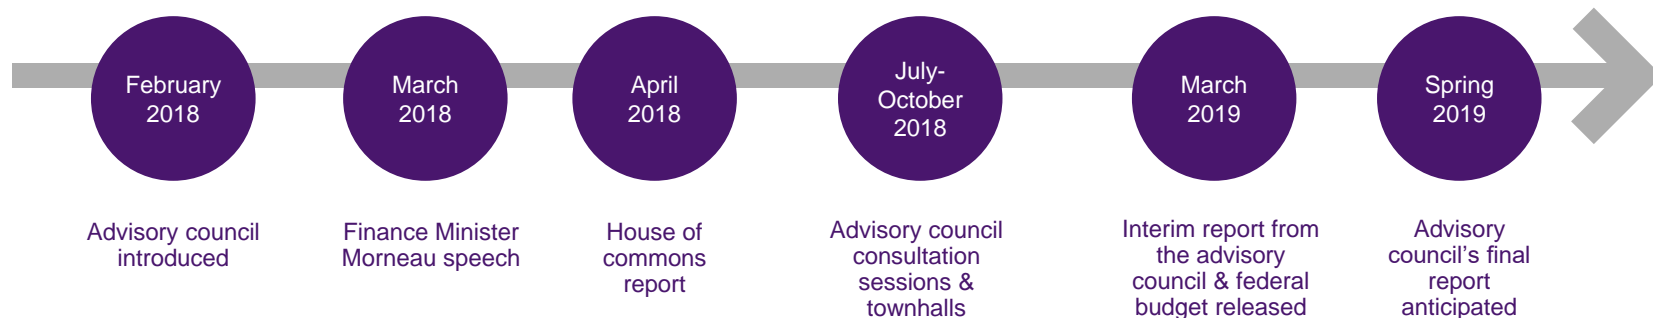 February
2018
March
2018
April
2018
July-
October
2018
March
2019
Spring
2019
Advisory council
introduced
Finance Minister
Morneau speech
House of
commons
report
Advisory council
consultation
sessions &
townhalls
Interim report from
the advisory
council & federal
budget released
Advisory
council’s final
report
anticipated